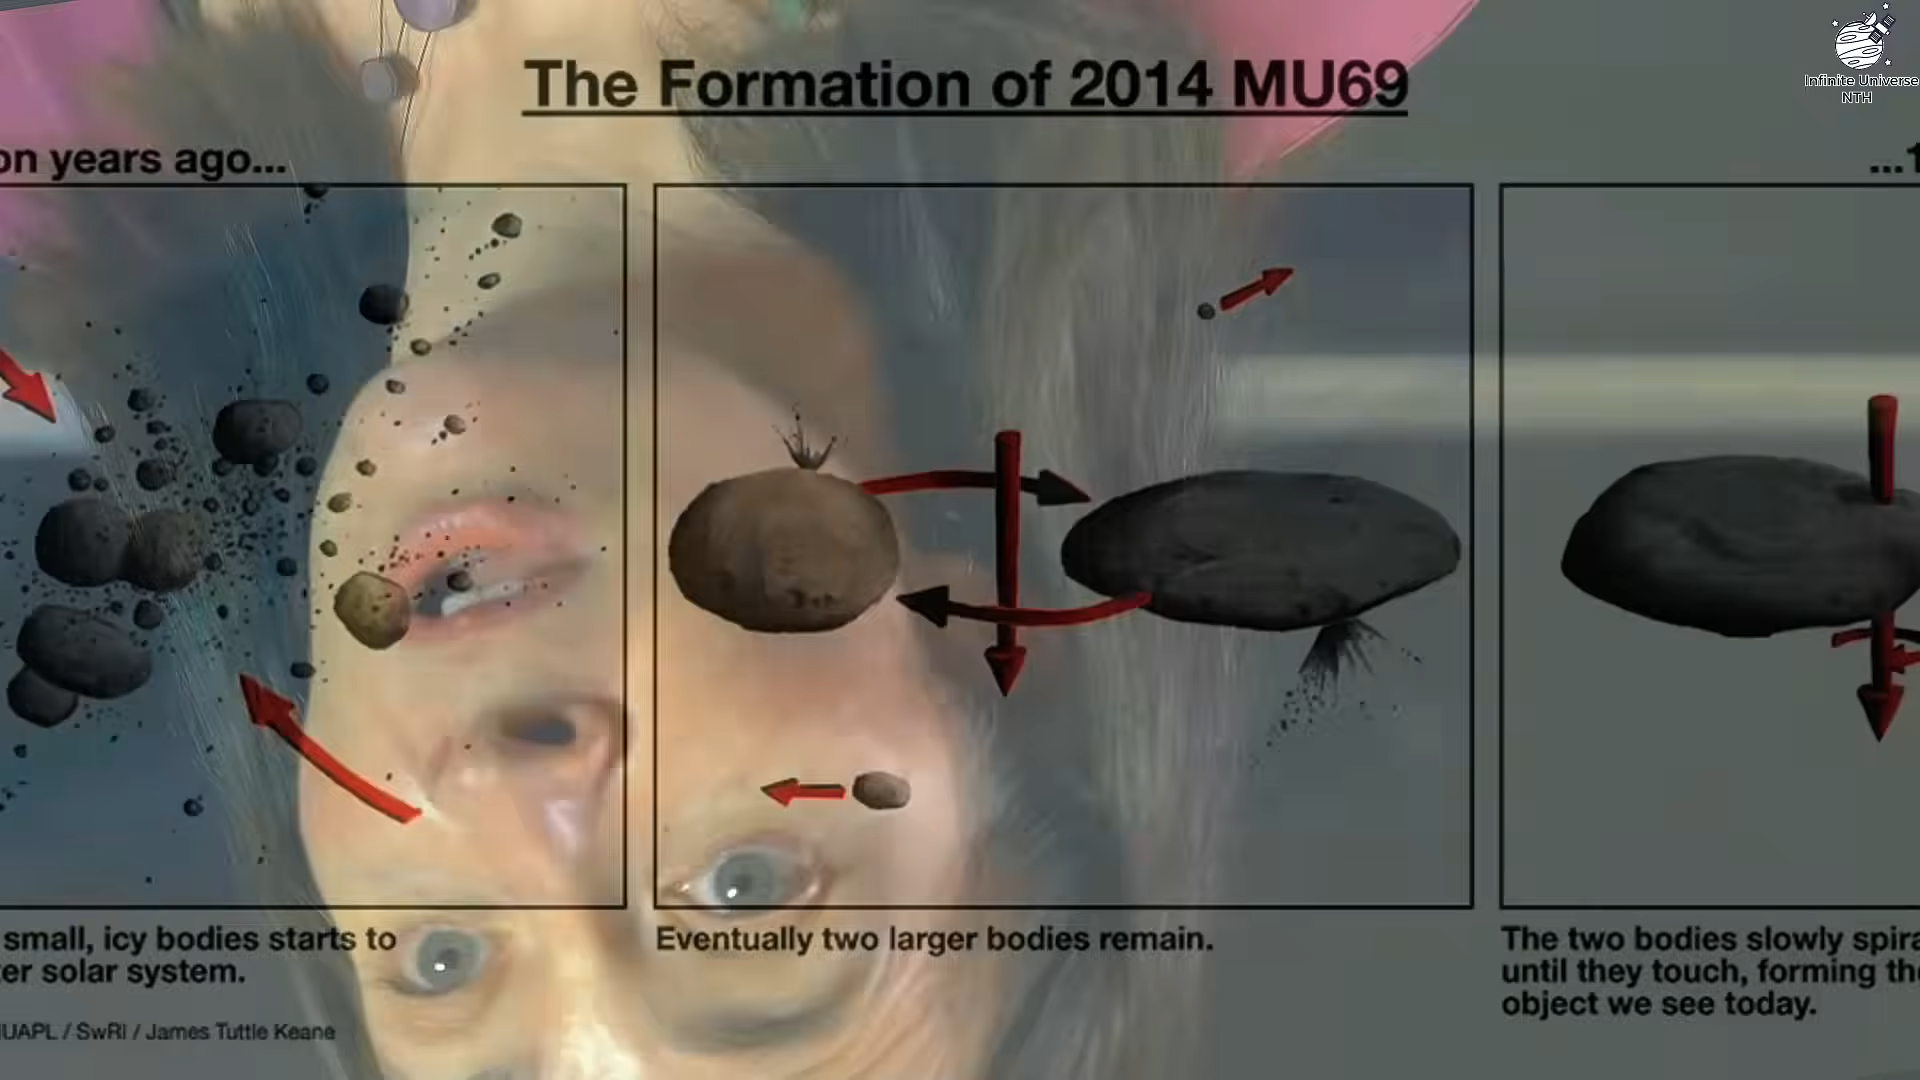 The Formation of 2014 MU69
Infinite Universe
NTH
on years ago...
...1
small, icy bodies starts to
er solar system.
Eventually two larger bodies remain.
The two bodies slowly spira
until they touch, forming the
object we see today.
UAPL / SwRI / James Tuttle Keane